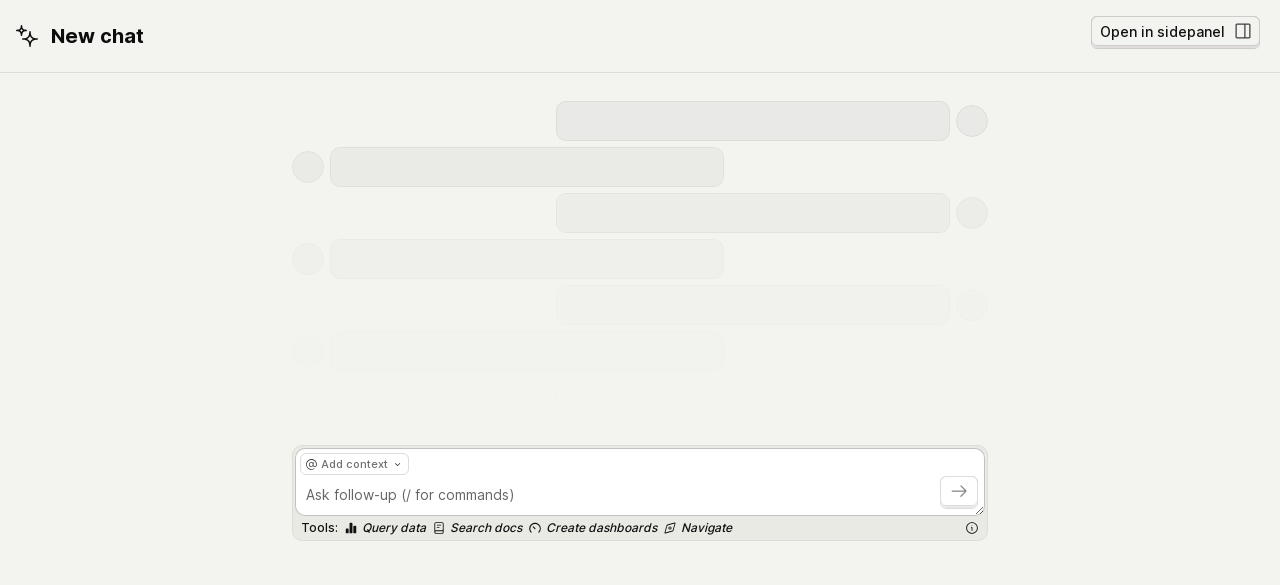 New chat
Open in sidepanel
@ Add context
Ask follow-up (/ for commands)
Tools: Query data Search docs Create dashboards Navigate